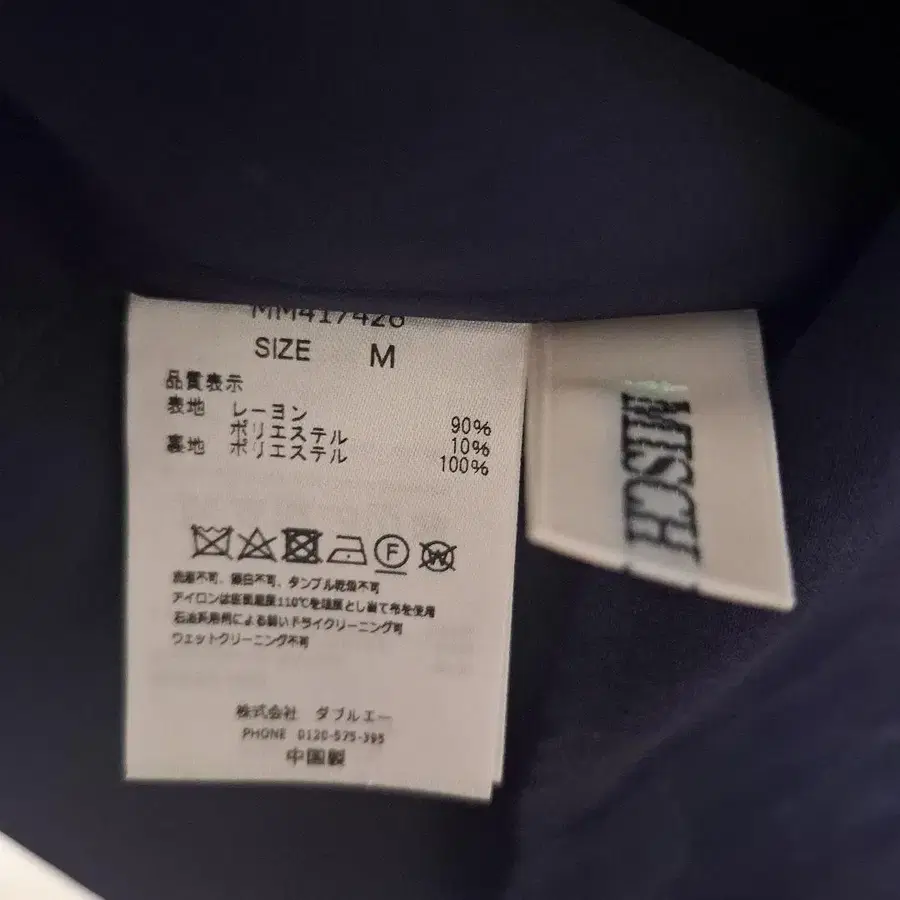 MM417426
SIZE M
品質表示
表地 レーヨン 90%
ポリエステル 10%
裏地 ポリエステル 100%
F
W
洗濯不可、漂白不可、タンブル乾燥不可
アイロンは底面温度110℃を限度とし当て布を使用
石油系溶剤による弱いドライクリーニング可
ウェットクリーニング不可
株式会社 ダブルエー
PHONE 0120-575-395
中国製
MIISCH